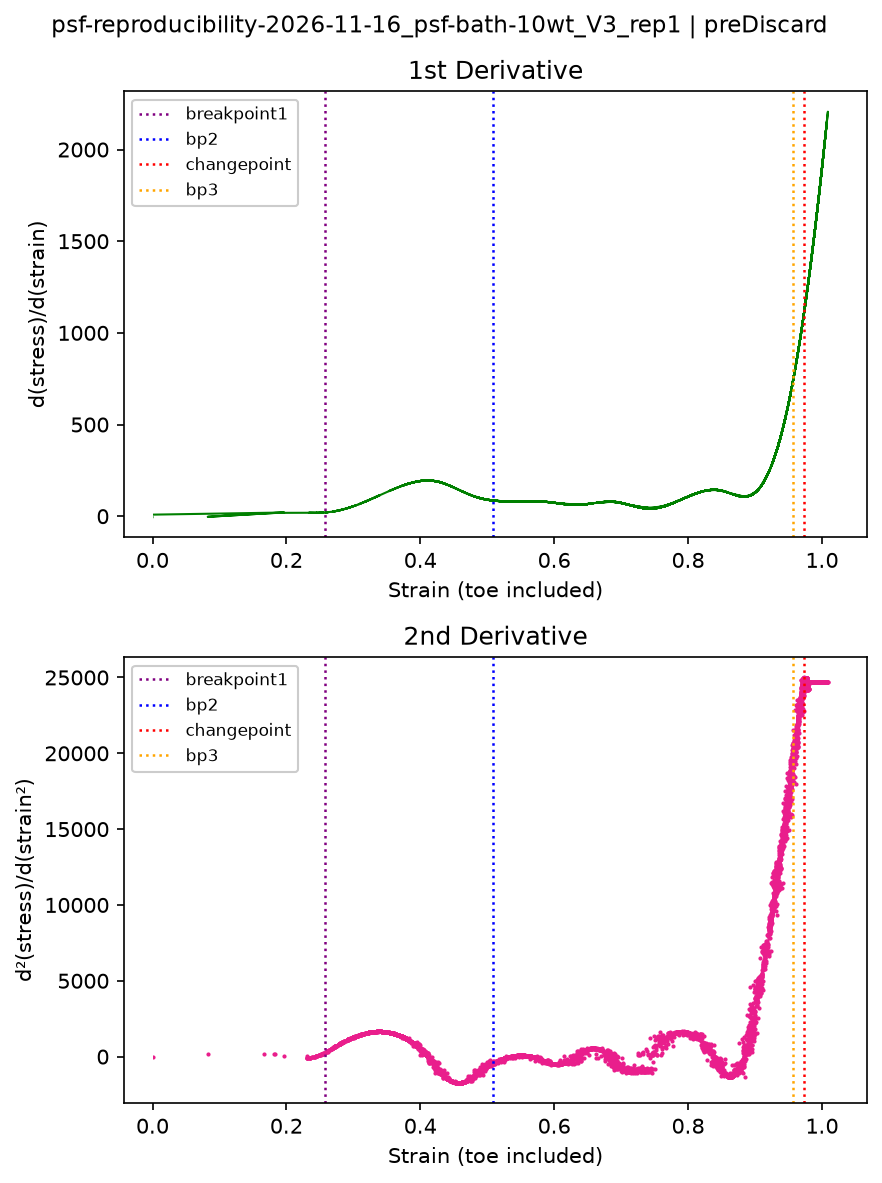 psf-reproducibility-2026-11-16_psf-bath-10wt_V3_rep1 | preDiscard
1st Derivative
breakpoint1
bp2
changepoint
bp3
d(stress)/d(strain)
2000
1500
1000
500
0
0.0 0.2 0.4 0.6 0.8 1.0
Strain (toe included)
2nd Derivative
breakpoint1
bp2
changepoint
bp3
d²(stress)/d(strain²)
25000
20000
15000
10000
5000
0
0.0 0.2 0.4 0.6 0.8 1.0
Strain (toe included)